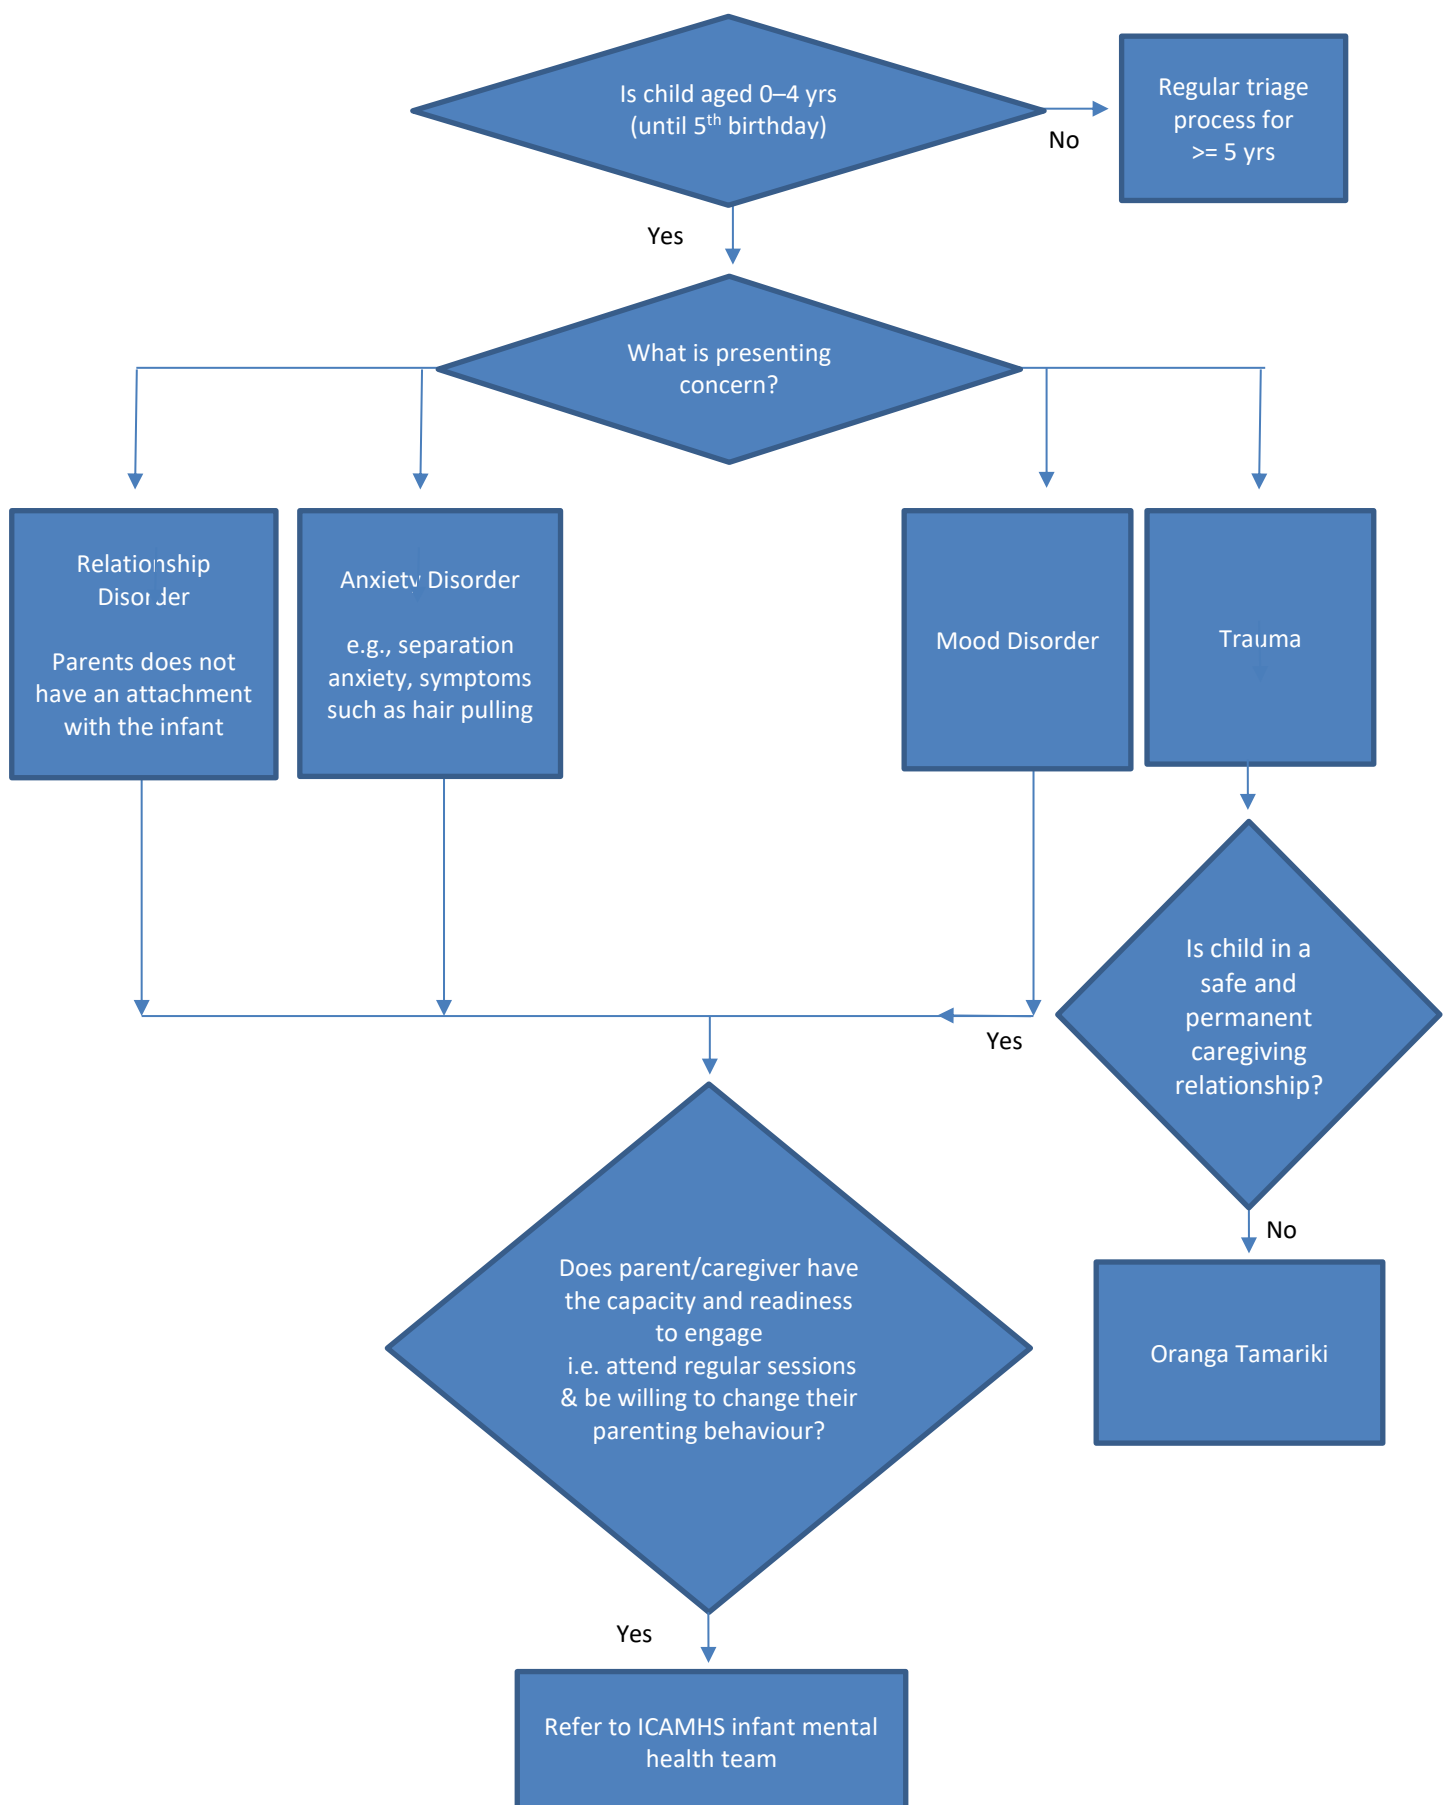 Is child aged 0–4 yrs
(until 5th birthday)
No
Regular triage
process for
>= 5 yrs
Yes
What is presenting
concern?
Relationship
Disorder
Parents does not
have an attachment
with the infant
Anxiety Disorder
e.g., separation
anxiety, symptoms
such as hair pulling
Mood Disorder
Trauma
Is child in a
safe and
permanent
caregiving
relationship?
Yes
No
Oranga Tamariki
Does parent/caregiver have
the capacity and readiness
to engage
i.e. attend regular sessions
& be willing to change their
parenting behaviour?
Yes
Refer to ICAMHS infant mental
health team